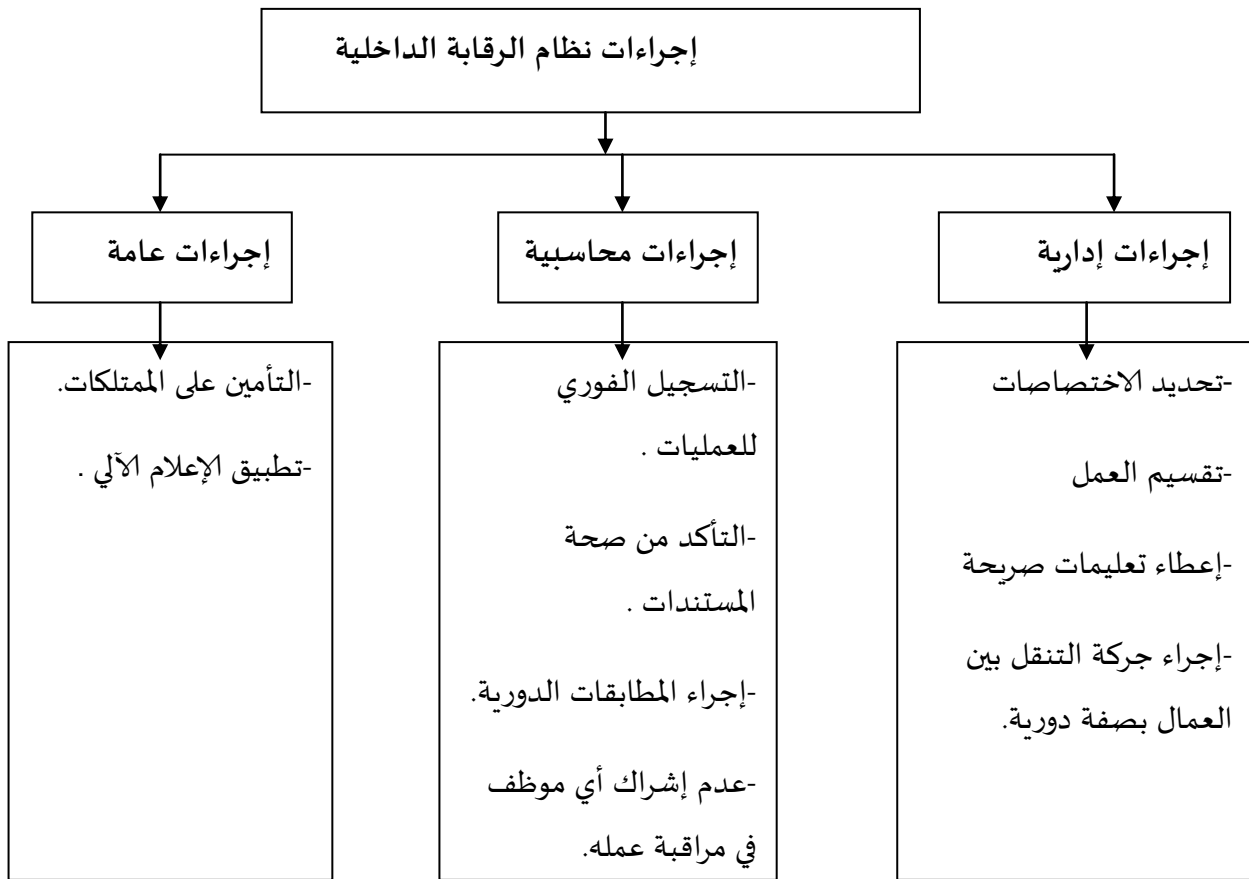 إجراءات نظام الرقابة الداخلية
إجراءات إدارية
إجراءات محاسبية
إجراءات عامة
-تحديد الاختصاصات
-تقسيم العمل
-إعطاء تعليمات صريحة
-إجراء جركة التنقل بين
العمال بصفة دورية.
-التسجيل الفوري
للعمليات .
-التأكد من صحة
المستندات .
-إجراء المطابقات الدورية.
-عدم إشراك أي موظف
في مراقبة عمله.
-التأمين على الممتلكات.
-تطبيق الإعلام الآلي .